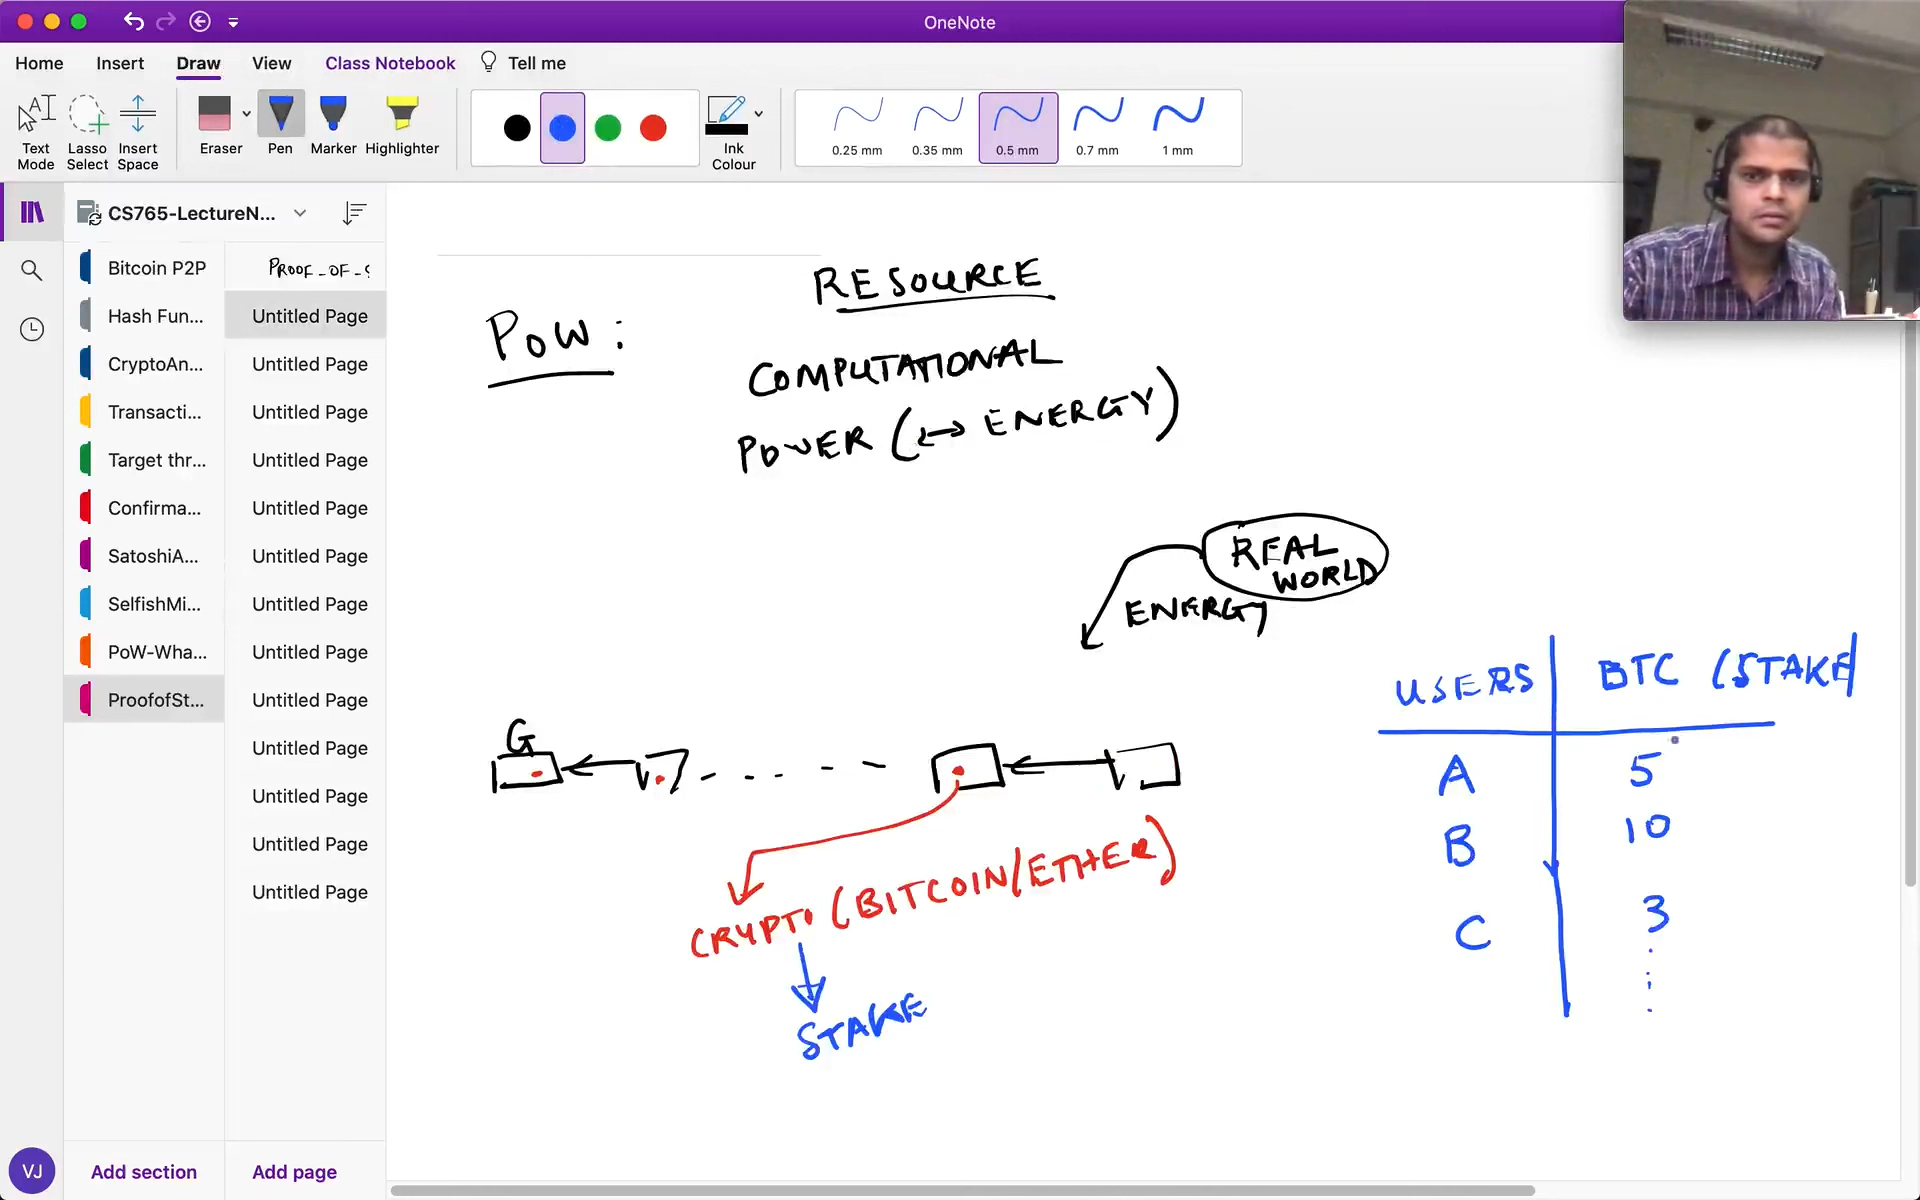 OneNote
Home Insert Draw View Class Notebook Tell me
Text Mode
Lasso Select
Insert Space
Eraser
Pen
Marker
Highlighter
Ink Colour
0.25 mm
0.35 mm
0.5 mm
0.7 mm
1 mm
CS765-LectureN...
Bitcoin P2P
Hash Fun...
CryptoAn...
Transacti...
Target thr...
Confirma...
SatoshiA...
SelfishMi...
PoW-Wha...
ProofofSt...
PROOF-OF-S
Untitled Page
Untitled Page
Untitled Page
Untitled Page
Untitled Page
Untitled Page
Untitled Page
Untitled Page
Untitled Page
Untitled Page
Untitled Page
Untitled Page
Untitled Page
VJ
Add section
Add page
RESOURCE
POW:
COMPUTATIONAL
POWER (↔ ENERGY)
REAL
WORLD
ENERGY
G
CRYPTO (BITCOIN/ETHER)
STAKE
USERS BTC (STAKE
A 5
B 10
C 3